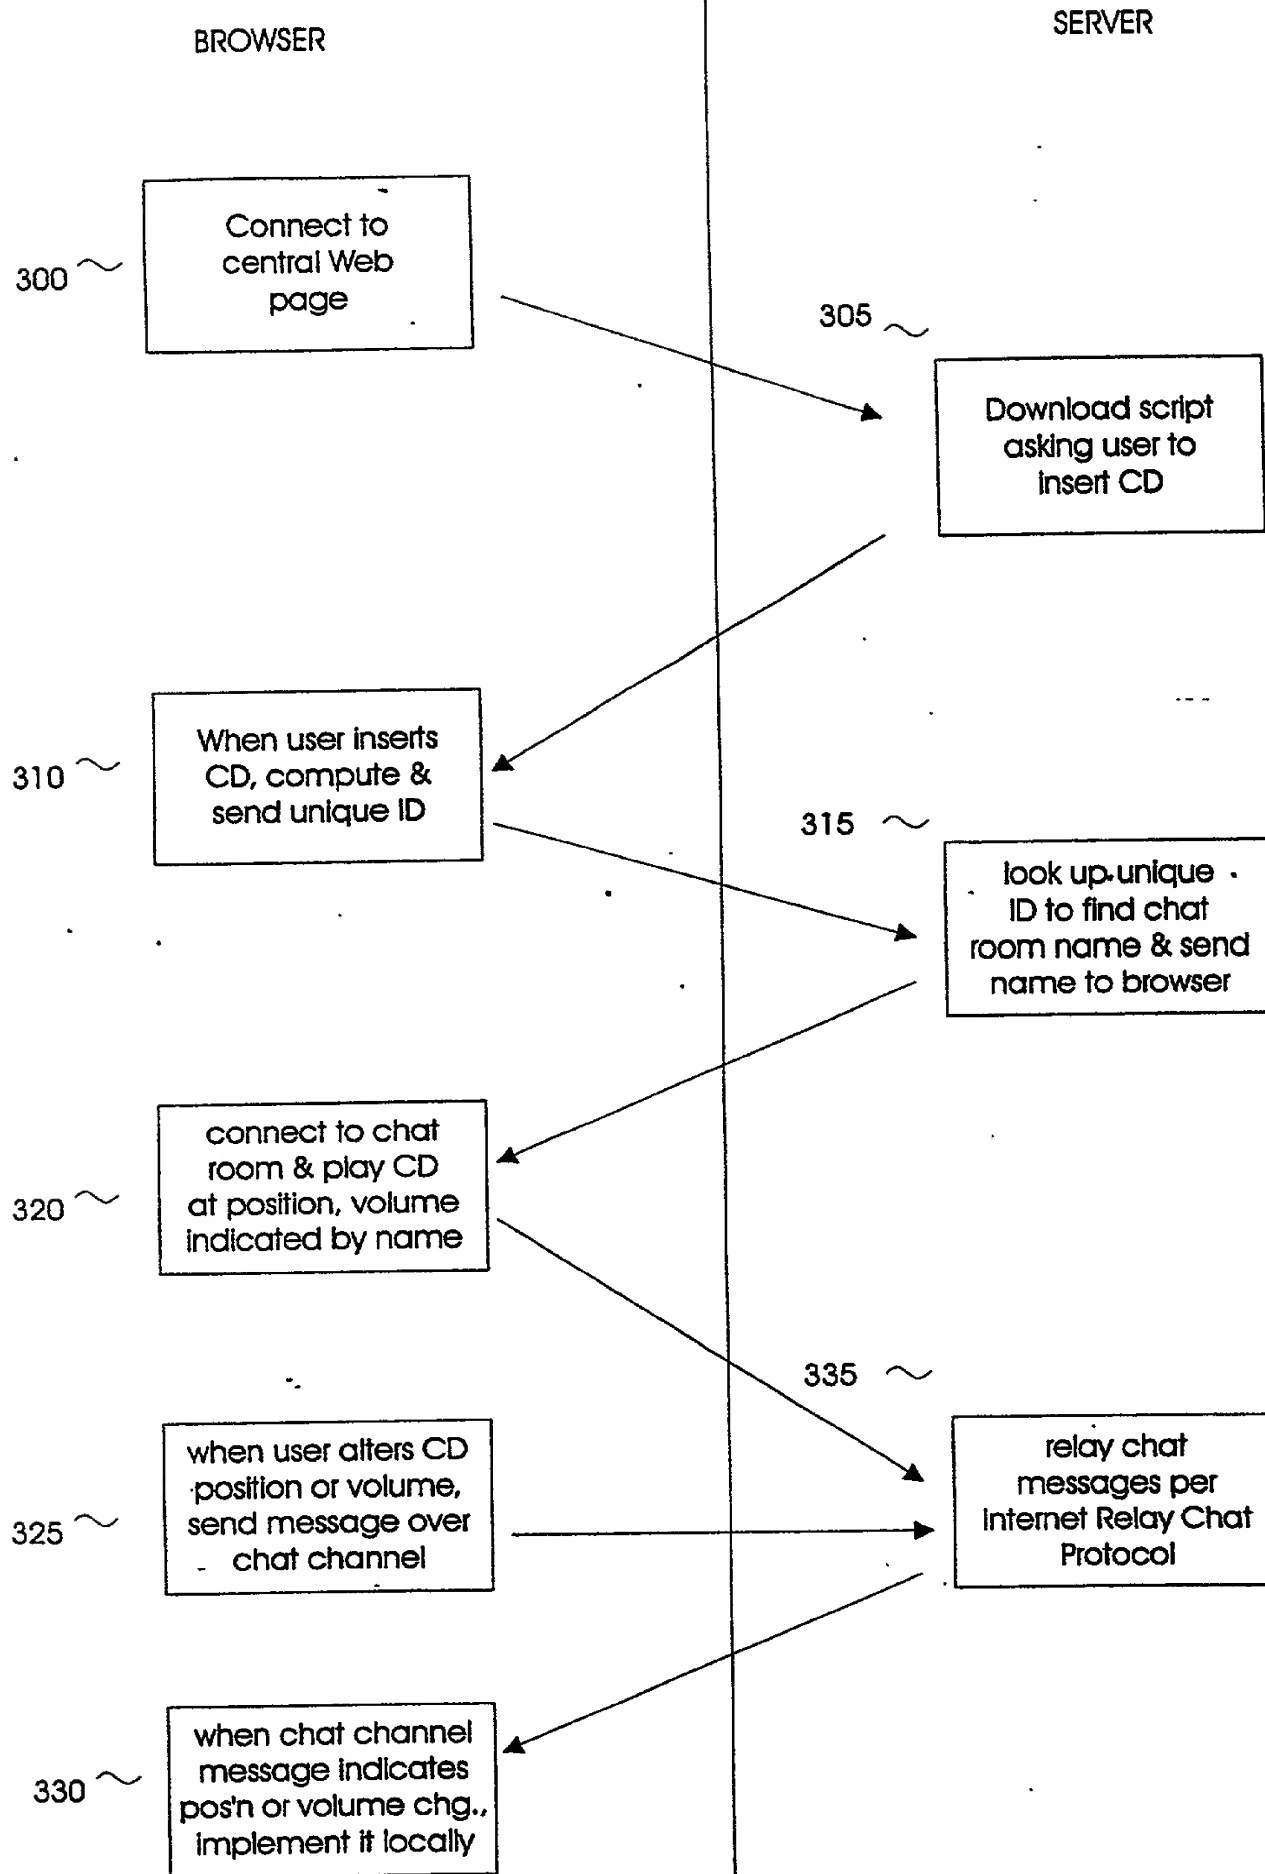 BROWSER
SERVER
300
Connect to
central Web
page
305
Download script
asking user to
insert CD
310
When user inserts
CD, compute &
send unique ID
315
look up unique
ID to find chat
room name & send
name to browser
320
connect to chat
room & play CD
at position, volume
indicated by name
335
relay chat
messages per
Internet Relay Chat
Protocol
325
when user alters CD
position or volume,
send message over
chat channel
330
when chat channel
message indicates
pos'n or volume chg.,
implement it locally